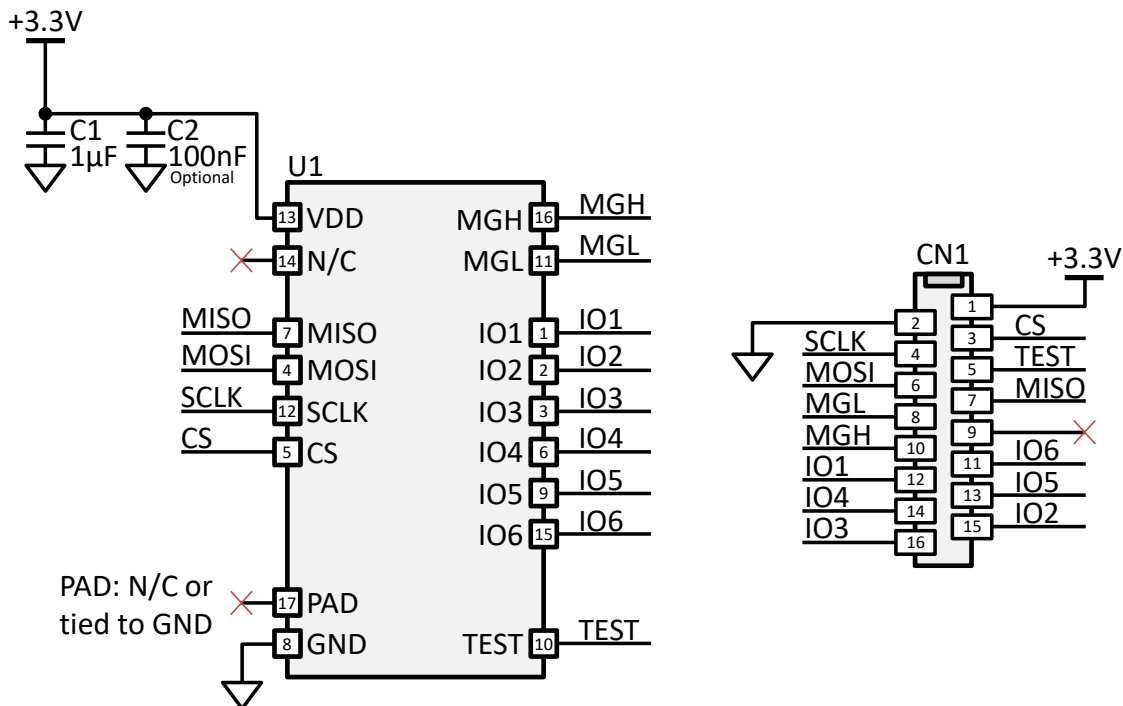 +3.3V
C1
1µF
C2
100nF
Optional
U1
13 VDD
14 N/C
MISO 7 MISO
MOSI 4 MOSI
SCLK 12 SCLK
CS 5 CS
PAD: N/C or
tied to GND
17 PAD
8 GND
MGH 16 MGH
MGL 11 MGL
IO1 1 IO1
IO2 2 IO2
IO3 3 IO3
IO4 6 IO4
IO5 9 IO5
IO6 15 IO6
TEST 10 TEST
CN1
+3.3V
1
2
3 CS
SCLK 4
5 TEST
MOSI 6
7 MISO
MGL 8
9
MGH 10
11 IO6
IO1 12
13 IO5
IO4 14
15 IO2
IO3 16